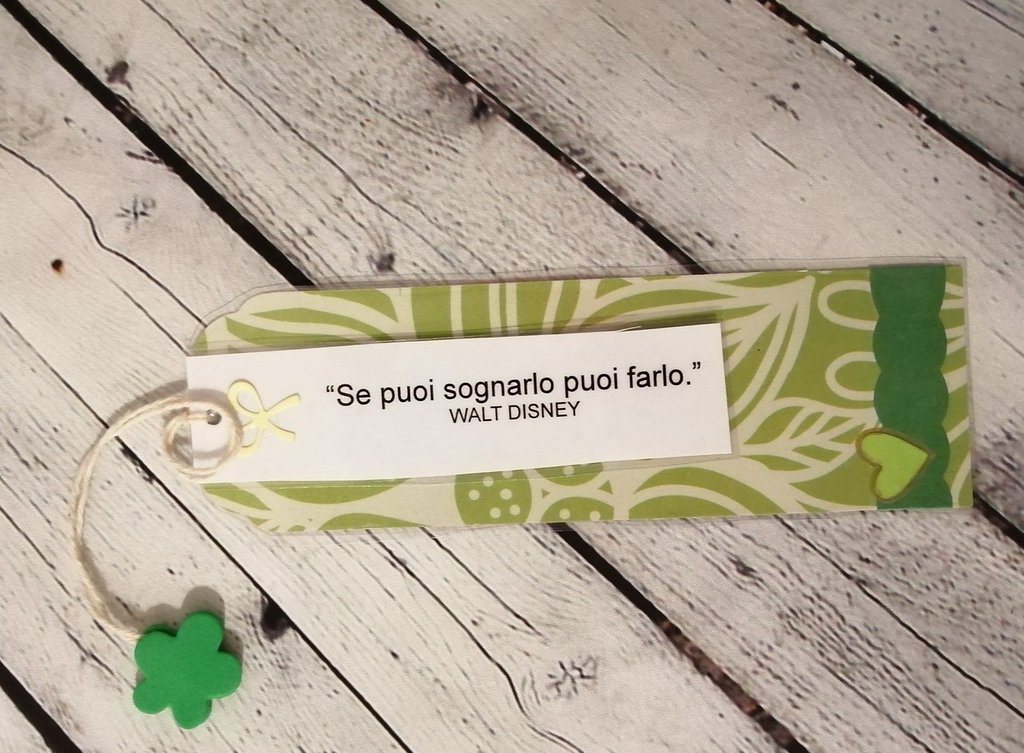 “Se puoi sognarlo puoi farlo.”
WALT DISNEY